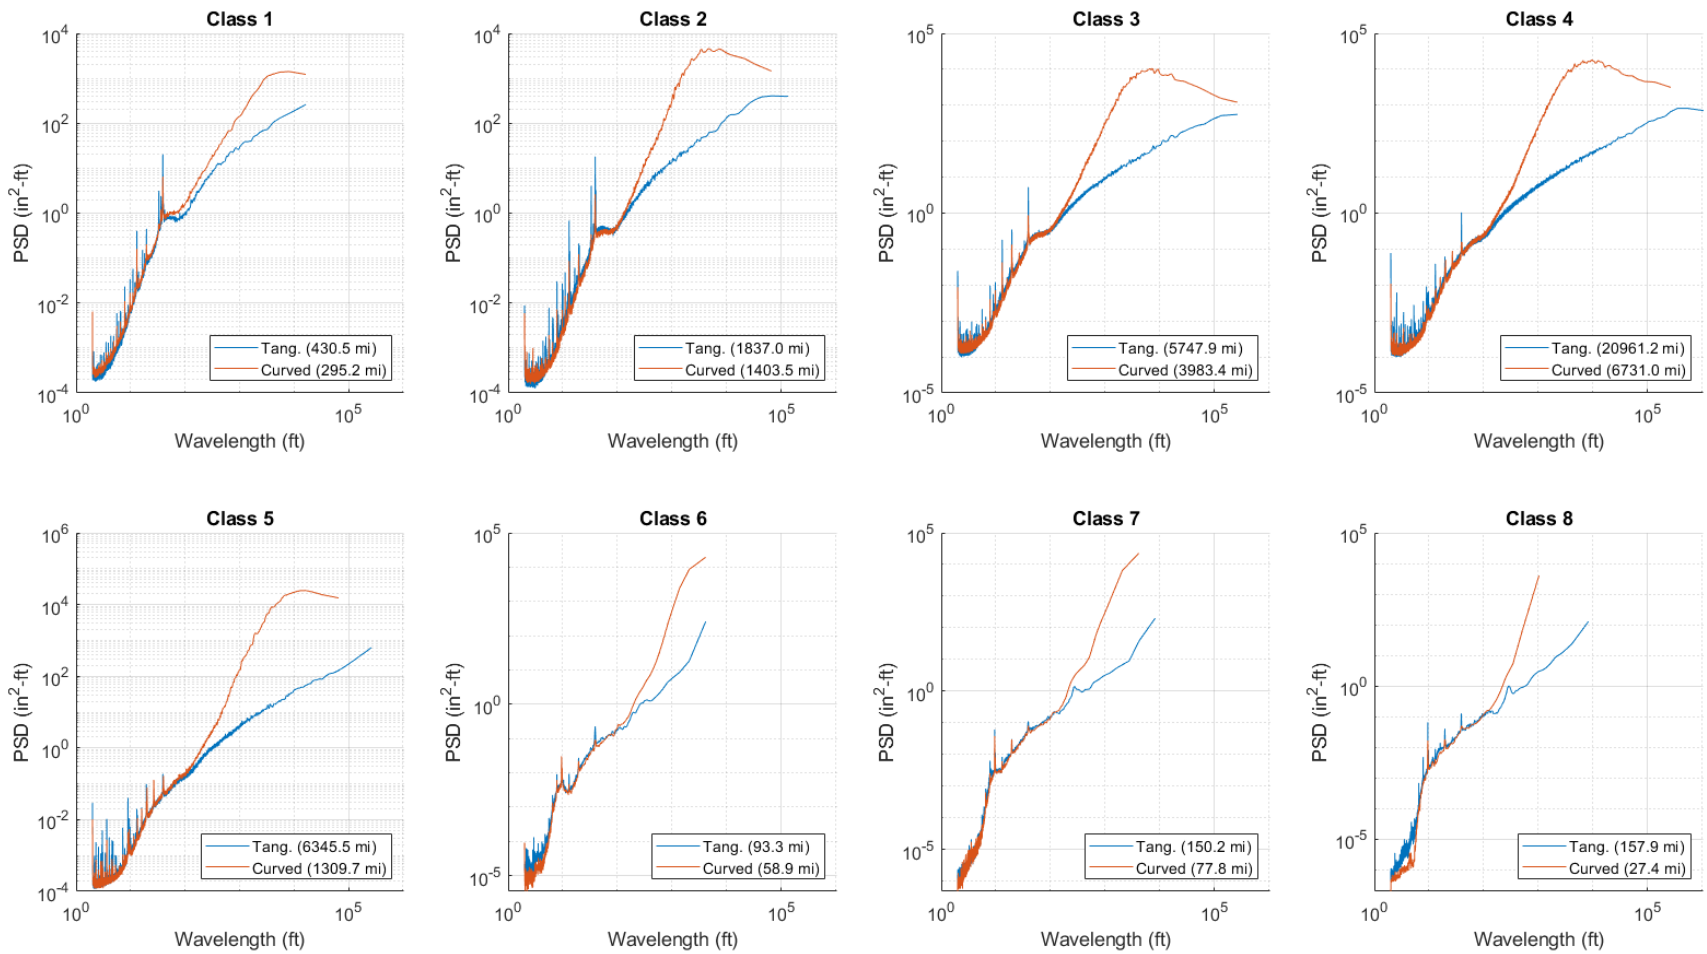 Class 1
10^4
10^2
10^0
10^-2
10^-4
PSD (in^2-ft)
Tang. (430.5 mi)
Curved (295.2 mi)
10^0
10^5
Wavelength (ft)
Class 2
10^4
10^2
10^0
10^-2
10^-4
PSD (in^2-ft)
Tang. (1837.0 mi)
Curved (1403.5 mi)
10^0
10^5
Wavelength (ft)
Class 3
10^5
10^0
10^-5
PSD (in^2-ft)
Tang. (5747.9 mi)
Curved (3983.4 mi)
10^0
10^5
Wavelength (ft)
Class 4
10^5
10^0
10^-5
PSD (in^2-ft)
Tang. (20961.2 mi)
Curved (6731.0 mi)
10^0
10^5
Wavelength (ft)
Class 5
10^6
10^4
10^2
10^0
10^-2
10^-4
PSD (in^2-ft)
Tang. (6345.5 mi)
Curved (1309.7 mi)
10^0
10^5
Wavelength (ft)
Class 6
10^5
10^0
10^-5
PSD (in^2-ft)
Tang. (93.3 mi)
Curved (58.9 mi)
10^0
10^5
Wavelength (ft)
Class 7
10^5
10^0
10^-5
PSD (in^2-ft)
Tang. (150.2 mi)
Curved (77.8 mi)
10^0
10^5
Wavelength (ft)
Class 8
10^5
10^0
10^-5
PSD (in^2-ft)
Tang. (157.9 mi)
Curved (27.4 mi)
10^0
10^5
Wavelength (ft)